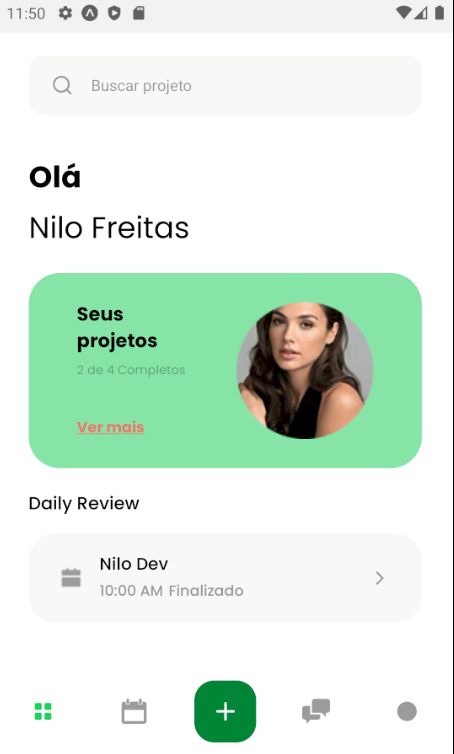 11:50
Buscar projeto
Olá
Nilo Freitas
Seus
projetos
2 de 4 Completos
Ver mais
Daily Review
Nilo Dev
10:00 AM Finalizado